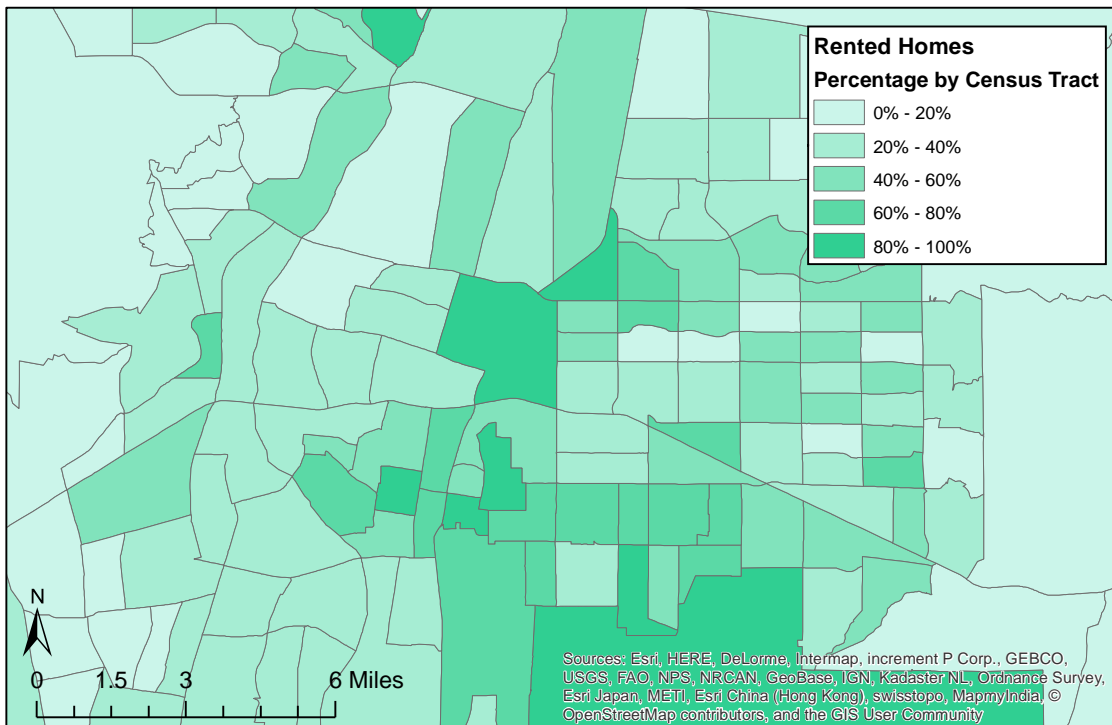 Rented Homes
Percentage by Census Tract
0% - 20%
20% - 40%
40% - 60%
60% - 80%
80% - 100%
N
0 1.5 3 6 Miles
Sources: Esri, HERE, DeLorme, Intermap, increment P Corp., GEBCO,
USGS, FAO, NPS, NRCAN, GeoBase, IGN, Kadaster NL, Ordnance Survey,
Esri Japan, METI, Esri China (Hong Kong), swisstopo, MapmyIndia, ©
OpenStreetMap contributors, and the GIS User Community